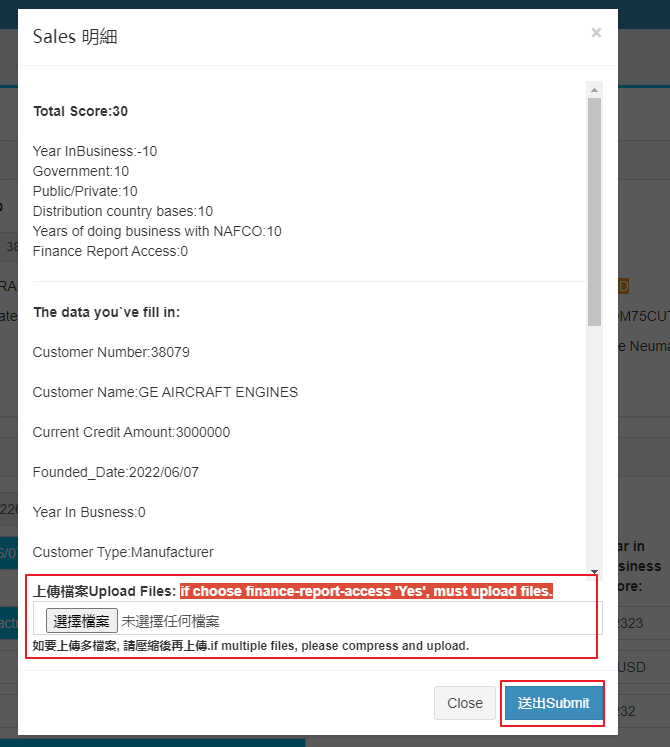 Sales 明細
×
Total Score:30
Year InBusiness:-10
Government:10
Public/Private:10
Distribution country bases:10
Years of doing business with NAFCO:10
Finance Report Access:0
The data you`ve fill in:
Customer Number:38079
Customer Name:GE AIRCRAFT ENGINES
Current Credit Amount:3000000
Founded_Date:2022/06/07
Year In Busness:0
Customer Type:Manufacturer
上傳檔案Upload Files: if choose finance-report-access 'Yes', must upload files.
選擇檔案 未選擇任何檔案
如要上傳多檔案, 請壓縮後再上傳.if multiple files, please compress and upload.
Close 送出Submit